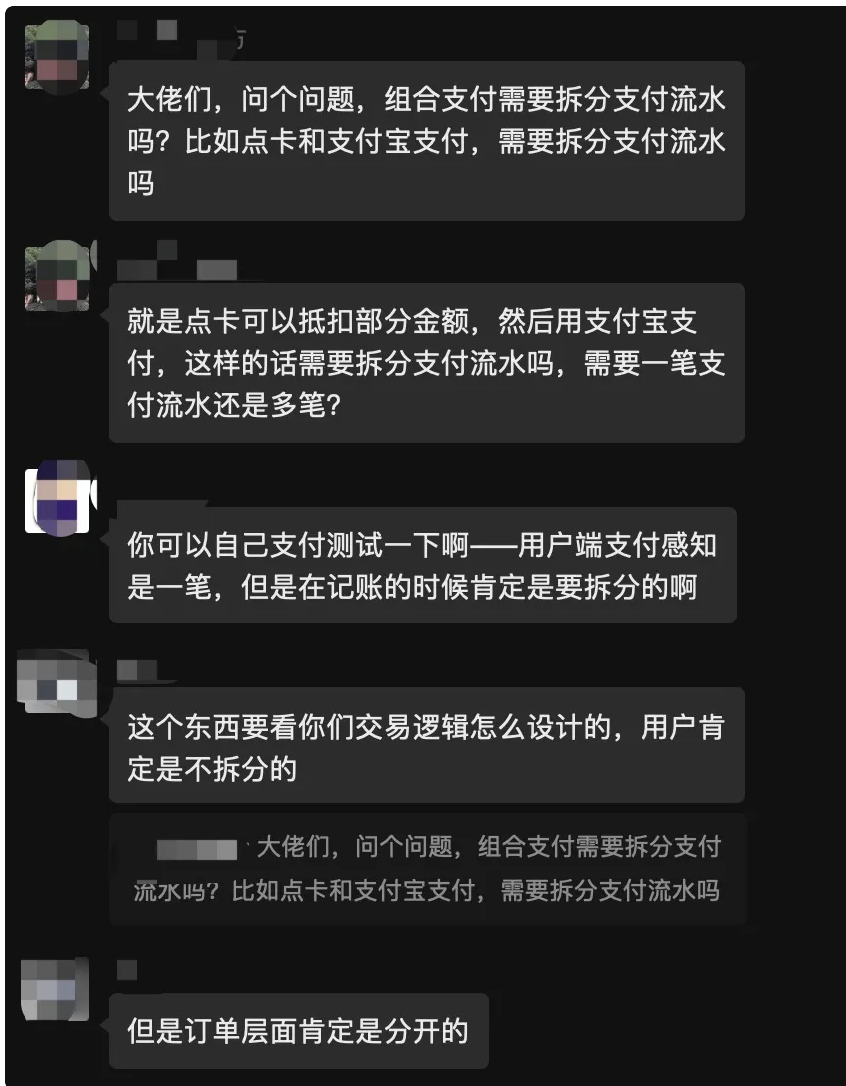 大佬们，问个问题，组合支付需要拆分支付流水
吗？比如点卡和支付宝支付，需要拆分支付流水
吗
就是点卡可以抵扣部分金额，然后用支付宝支
付，这样的话需要拆分支付流水吗，需要一笔支
付流水还是多笔？
你可以自己支付测试一下啊——用户端支付感知
是一笔，但是在记账的时候肯定是要拆分的啊
这个东西要看你们交易逻辑怎么设计的，用户肯
定是不拆分的
大佬们，问个问题，组合支付需要拆分支付
流水吗？比如点卡和支付宝支付，需要拆分支付流水吗
但是订单层面肯定是分开的